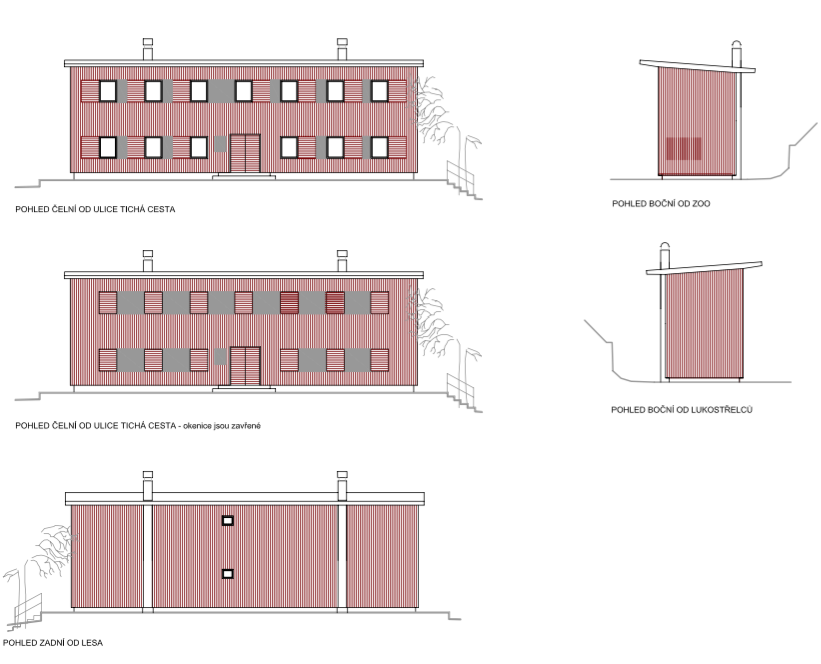 POHLED ČELNÍ OD ULICE TICHÁ CESTA
POHLED BOČNÍ OD ZOO
POHLED ČELNÍ OD ULICE TICHÁ CESTA - okenice jsou zavřené
POHLED BOČNÍ OD LUKOSTŘELCŮ
POHLED ZADNÍ OD LESA